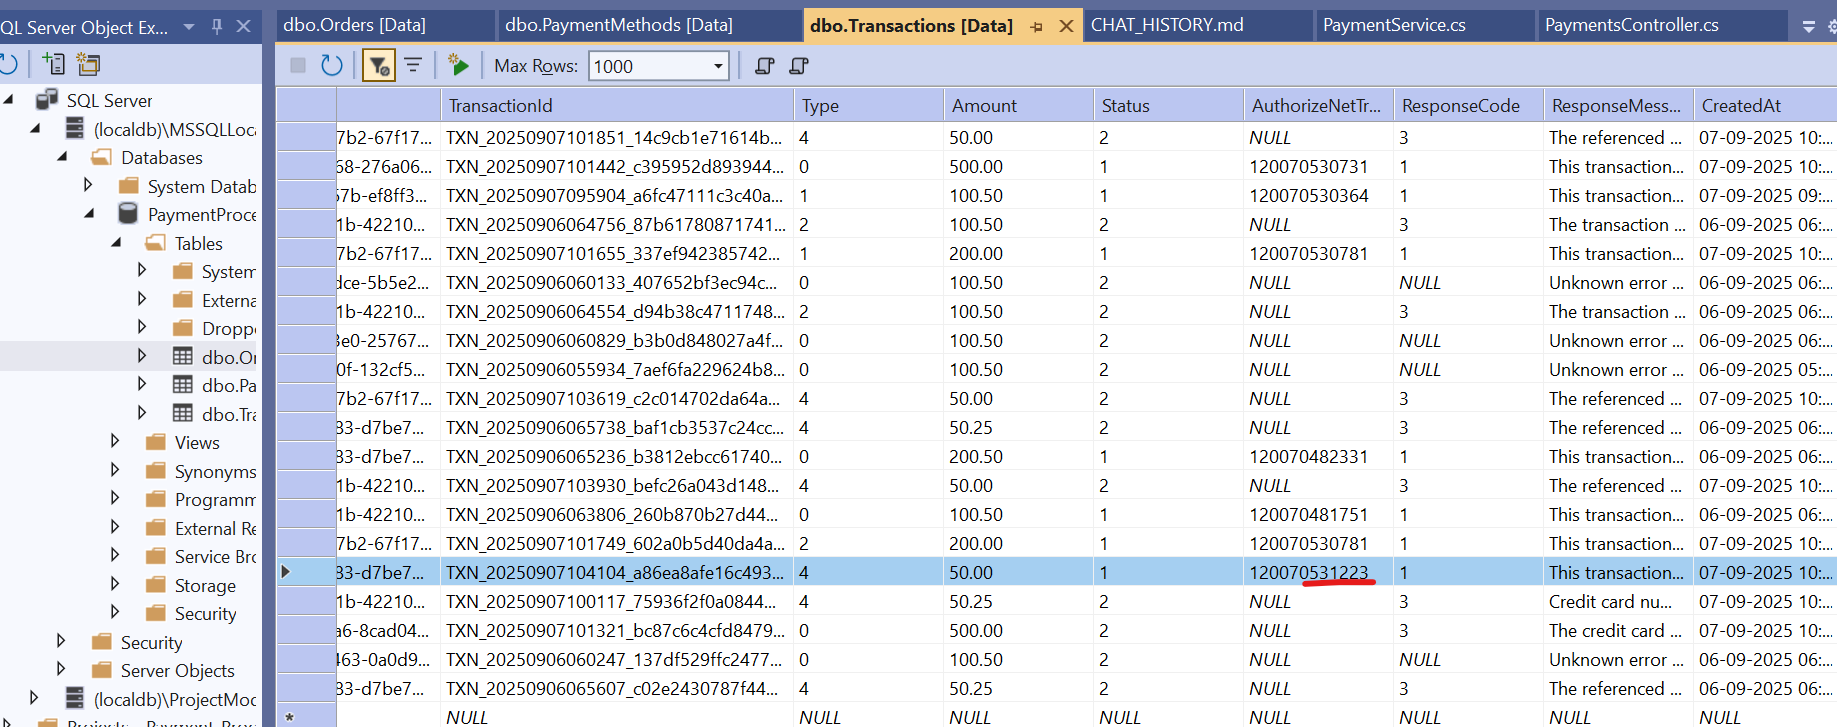 QL Server Object Ex...
dbo.Orders [Data] dbo.PaymentMethods [Data] dbo.Transactions [Data] CHAT_HISTORY.md PaymentService.cs PaymentsController.cs
Max Rows: 1000
SQL Server
(localdb)\MSSQLLoca
Databases
System Datab
PaymentProce
Tables
System
Externa
Droppe
dbo.Or
dbo.Pa
dbo.Tra
Views
Synonyms
Programm
External Re
Service Bro
Storage
Security
Security
Server Objects
(localdb)\ProjectMod
TransactionId Type Amount Status AuthorizeNetTr... ResponseCode ResponseMess... CreatedAt
7b2-67f17... TXN_20250907101851_14c9cb1e71614b... 4 50.00 2 NULL 3 The referenced ... 07-09-2025 10:...
68-276a06... TXN_20250907101442_c395952d893944... 0 500.00 1 120070530731 1 This transaction... 07-09-2025 10:...
57b-ef8ff3... TXN_20250907095904_a6fc47111c3c40a... 1 100.50 1 120070530364 1 This transaction... 07-09-2025 09:...
1b-42210... TXN_20250906064756_87b61780871741... 2 100.50 2 NULL 3 The transaction ... 06-09-2025 06:...
7b2-67f17... TXN_20250907101655_337ef942385742... 1 200.00 1 120070530781 1 This transaction... 07-09-2025 10:...
dce-5b5e2... TXN_20250906060133_407652bf3ec94c... 0 100.50 2 NULL NULL Unknown error ... 06-09-2025 06:...
1b-42210... TXN_20250906064554_d94b38c4711748... 2 100.50 2 NULL 3 The transaction ... 06-09-2025 06:...
3e0-25767... TXN_20250906060829_b3b0d848027a4f... 0 100.50 2 NULL NULL Unknown error ... 06-09-2025 06:...
0f-132cf5... TXN_20250906055934_7aef6fa229624b8... 0 100.50 2 NULL NULL Unknown error ... 06-09-2025 05:...
7b2-67f17... TXN_20250907103619_c2c014702da64a... 4 50.00 2 NULL 3 The referenced ... 07-09-2025 10:...
83-d7be7... TXN_20250906065738_baf1cb3537c24cc... 4 50.25 2 NULL 3 The referenced ... 06-09-2025 06:...
83-d7be7... TXN_20250906065236_b3812ebcc61740... 0 200.50 1 120070482331 1 This transaction... 06-09-2025 06:...
1b-42210... TXN_20250907103930_befc26a043d148... 4 50.00 2 NULL 3 The referenced ... 07-09-2025 10:...
1b-42210... TXN_20250906063806_260b870b27d44... 0 100.50 1 120070481751 1 This transaction... 06-09-2025 06:...
7b2-67f17... TXN_20250907101749_602a0b5d40da4a... 2 200.00 1 120070530781 1 This transaction... 07-09-2025 10:...
83-d7be7... TXN_20250907104104_a86ea8afe16c493... 4 50.00 1 120070531223 1 This transaction... 07-09-2025 10:...
1b-42210... TXN_20250907100117_75936f2f0a0844... 4 50.25 2 NULL 3 Credit card nu... 07-09-2025 10:...
a6-8cad04... TXN_20250907101321_bc87c6c4cfd8479... 0 500.00 2 NULL 3 The credit card ... 07-09-2025 10:...
463-0a0d9... TXN_20250906060247_137df529ffc2477... 0 100.50 2 NULL NULL Unknown error ... 06-09-2025 06:...
83-d7be7... TXN_20250906065607_c02e2430787f44... 4 50.25 2 NULL 3 The referenced ... 06-09-2025 06:...
NULL NULL NULL NULL NULL NULL NULL NULL